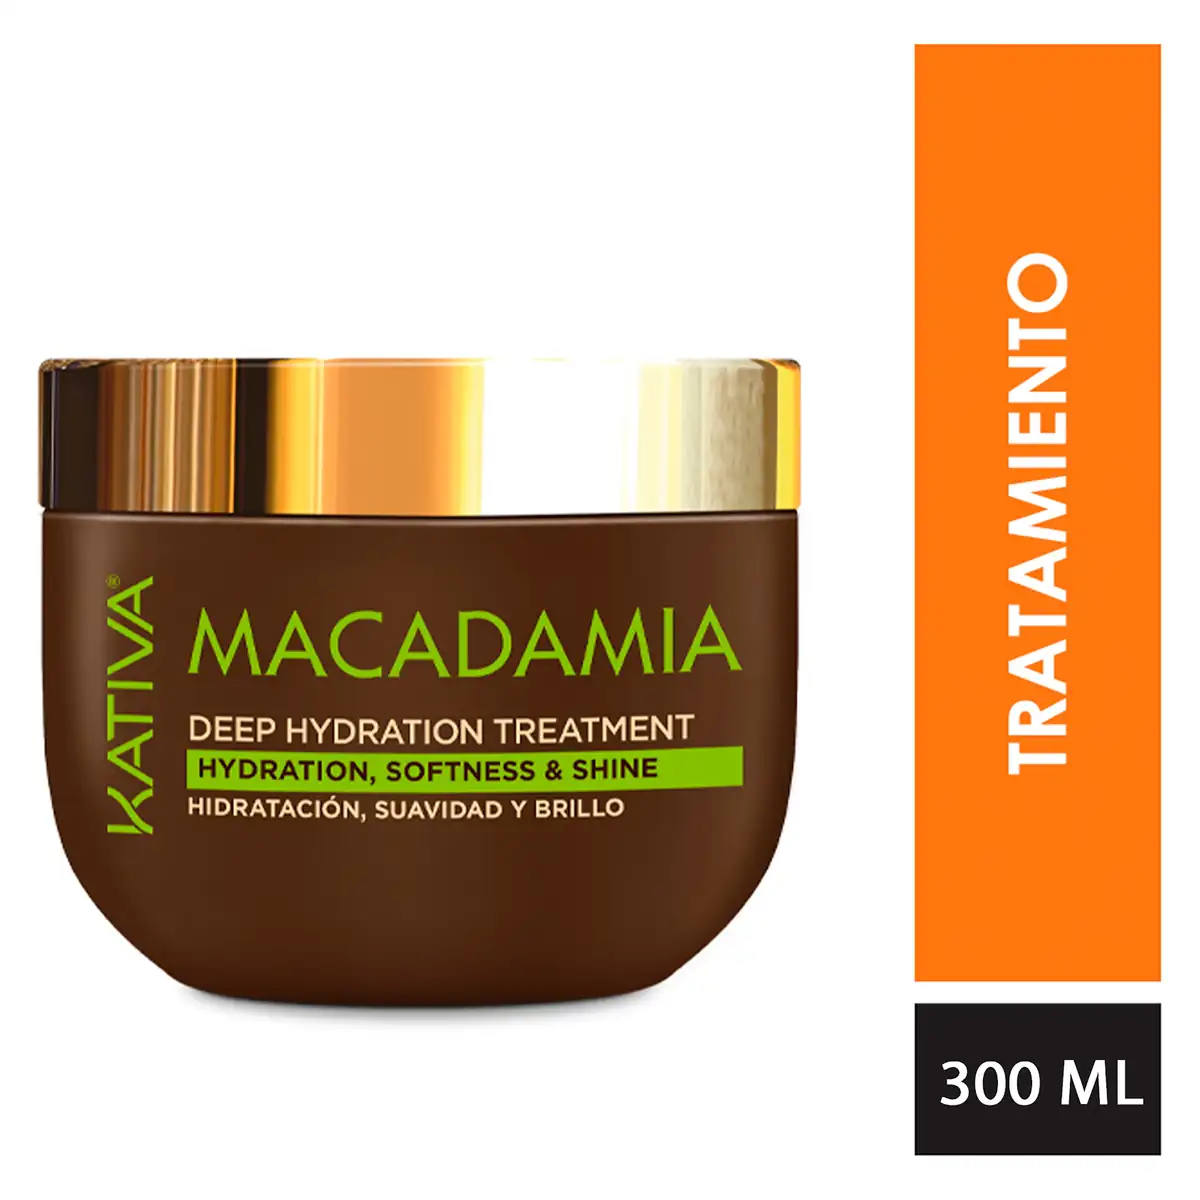 KATIVA®
MACADAMIA
DEEP HYDRATION TREATMENT
HYDRATION, SOFTNESS & SHINE
HIDRATACIÓN, SUAVIDAD Y BRILLO
TRATAMIENTO
300 ML